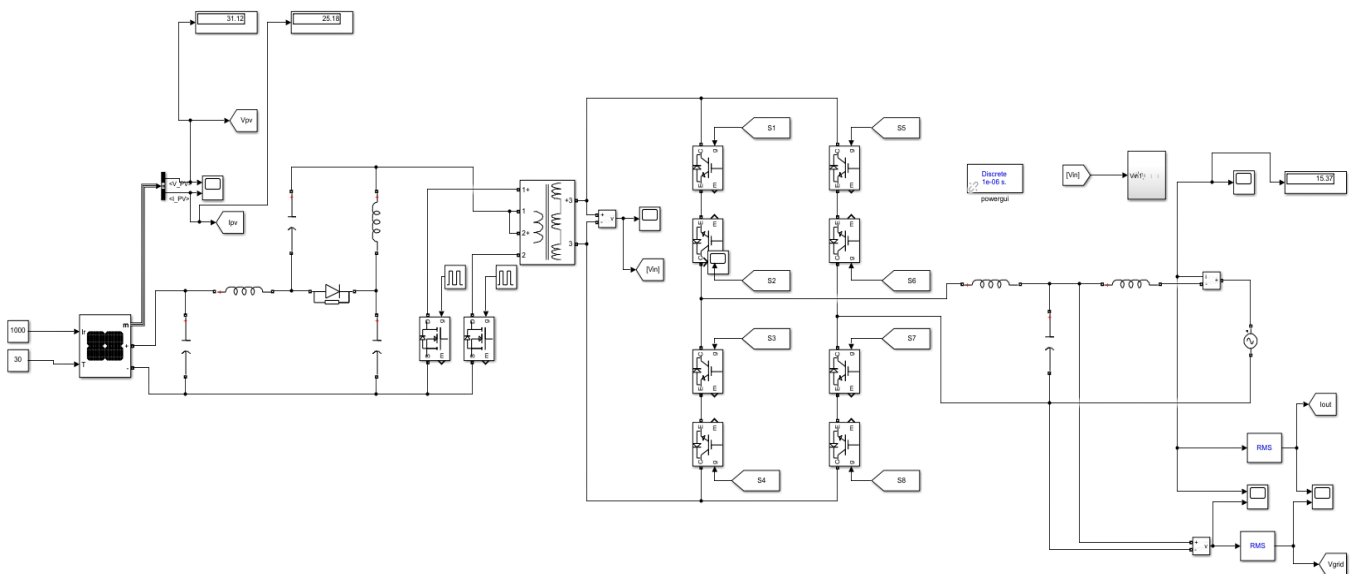 31.12
25.18
Vpv
<V_PV>
<I_PV>
Ipv
1000
Ir
m
30
T
+
-
1+
1
2+
2
+3
3
+
-
v
[Vin]
g
D
S
g
D
S
S1
S5
g
C
E
E
g
C
E
E
S2
S6
S3
S7
g
C
E
E
g
C
E
E
S4
S8
Discrete
1e-06 s.
powergui
[Vin]
15.37
i
+
-
Iout
RMS
+
-
v
RMS
Vgrid